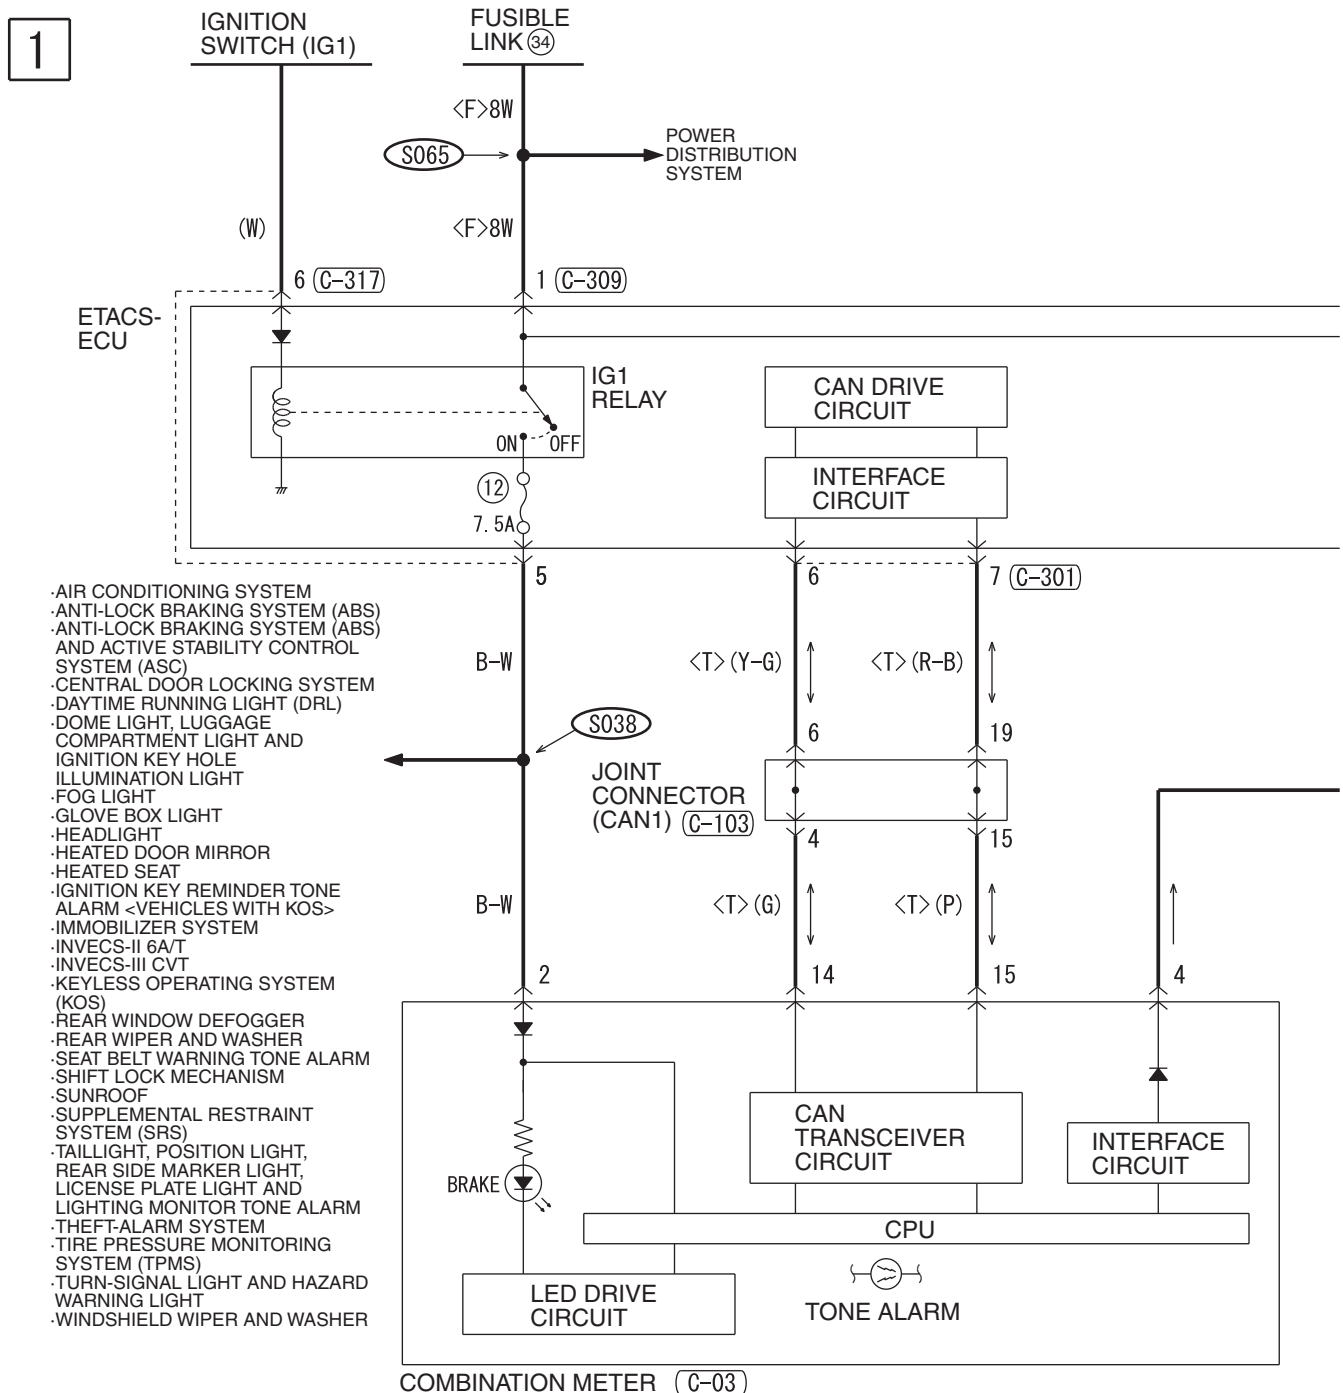 1
IGNITION
SWITCH (IG1)
FUSIBLE
LINK 34
<F>8W
S065
POWER
DISTRIBUTION
SYSTEM
(W)
<F>8W
6 C-317
1 C-309
ETACS-
ECU
IG1
RELAY
ON
OFF
CAN DRIVE
CIRCUIT
INTERFACE
CIRCUIT
12
7.5A
5
6
7 C-301
·AIR CONDITIONING SYSTEM
·ANTI-LOCK BRAKING SYSTEM (ABS)
·ANTI-LOCK BRAKING SYSTEM (ABS)
AND ACTIVE STABILITY CONTROL
SYSTEM (ASC)
·CENTRAL DOOR LOCKING SYSTEM
·DAYTIME RUNNING LIGHT (DRL)
·DOME LIGHT, LUGGAGE
COMPARTMENT LIGHT AND
IGNITION KEY HOLE
ILLUMINATION LIGHT
·FOG LIGHT
·GLOVE BOX LIGHT
·HEADLIGHT
·HEATED DOOR MIRROR
·HEATED SEAT
·IGNITION KEY REMINDER TONE
ALARM <VEHICLES WITH KOS>
·IMMOBILIZER SYSTEM
·INVECS-II 6A/T
·INVECS-III CVT
·KEYLESS OPERATING SYSTEM
(KOS)
·REAR WINDOW DEFOGGER
·REAR WIPER AND WASHER
·SEAT BELT WARNING TONE ALARM
·SHIFT LOCK MECHANISM
·SUNROOF
·SUPPLEMENTAL RESTRAINT
SYSTEM (SRS)
·TAILLIGHT, POSITION LIGHT,
REAR SIDE MARKER LIGHT,
LICENSE PLATE LIGHT AND
LIGHTING MONITOR TONE ALARM
·THEFT-ALARM SYSTEM
·TIRE PRESSURE MONITORING
SYSTEM (TPMS)
·TURN-SIGNAL LIGHT AND HAZARD
WARNING LIGHT
·WINDSHIELD WIPER AND WASHER
B-W
<T>(Y-G)
<T>(R-B)
S038
6
19
JOINT
CONNECTOR
(CAN1) C-103
4
15
B-W
<T>(G)
<T>(P)
2
14
15
4
CAN
TRANSCEIVER
CIRCUIT
INTERFACE
CIRCUIT
BRAKE
CPU
LED DRIVE
CIRCUIT
TONE ALARM
COMBINATION METER C-03